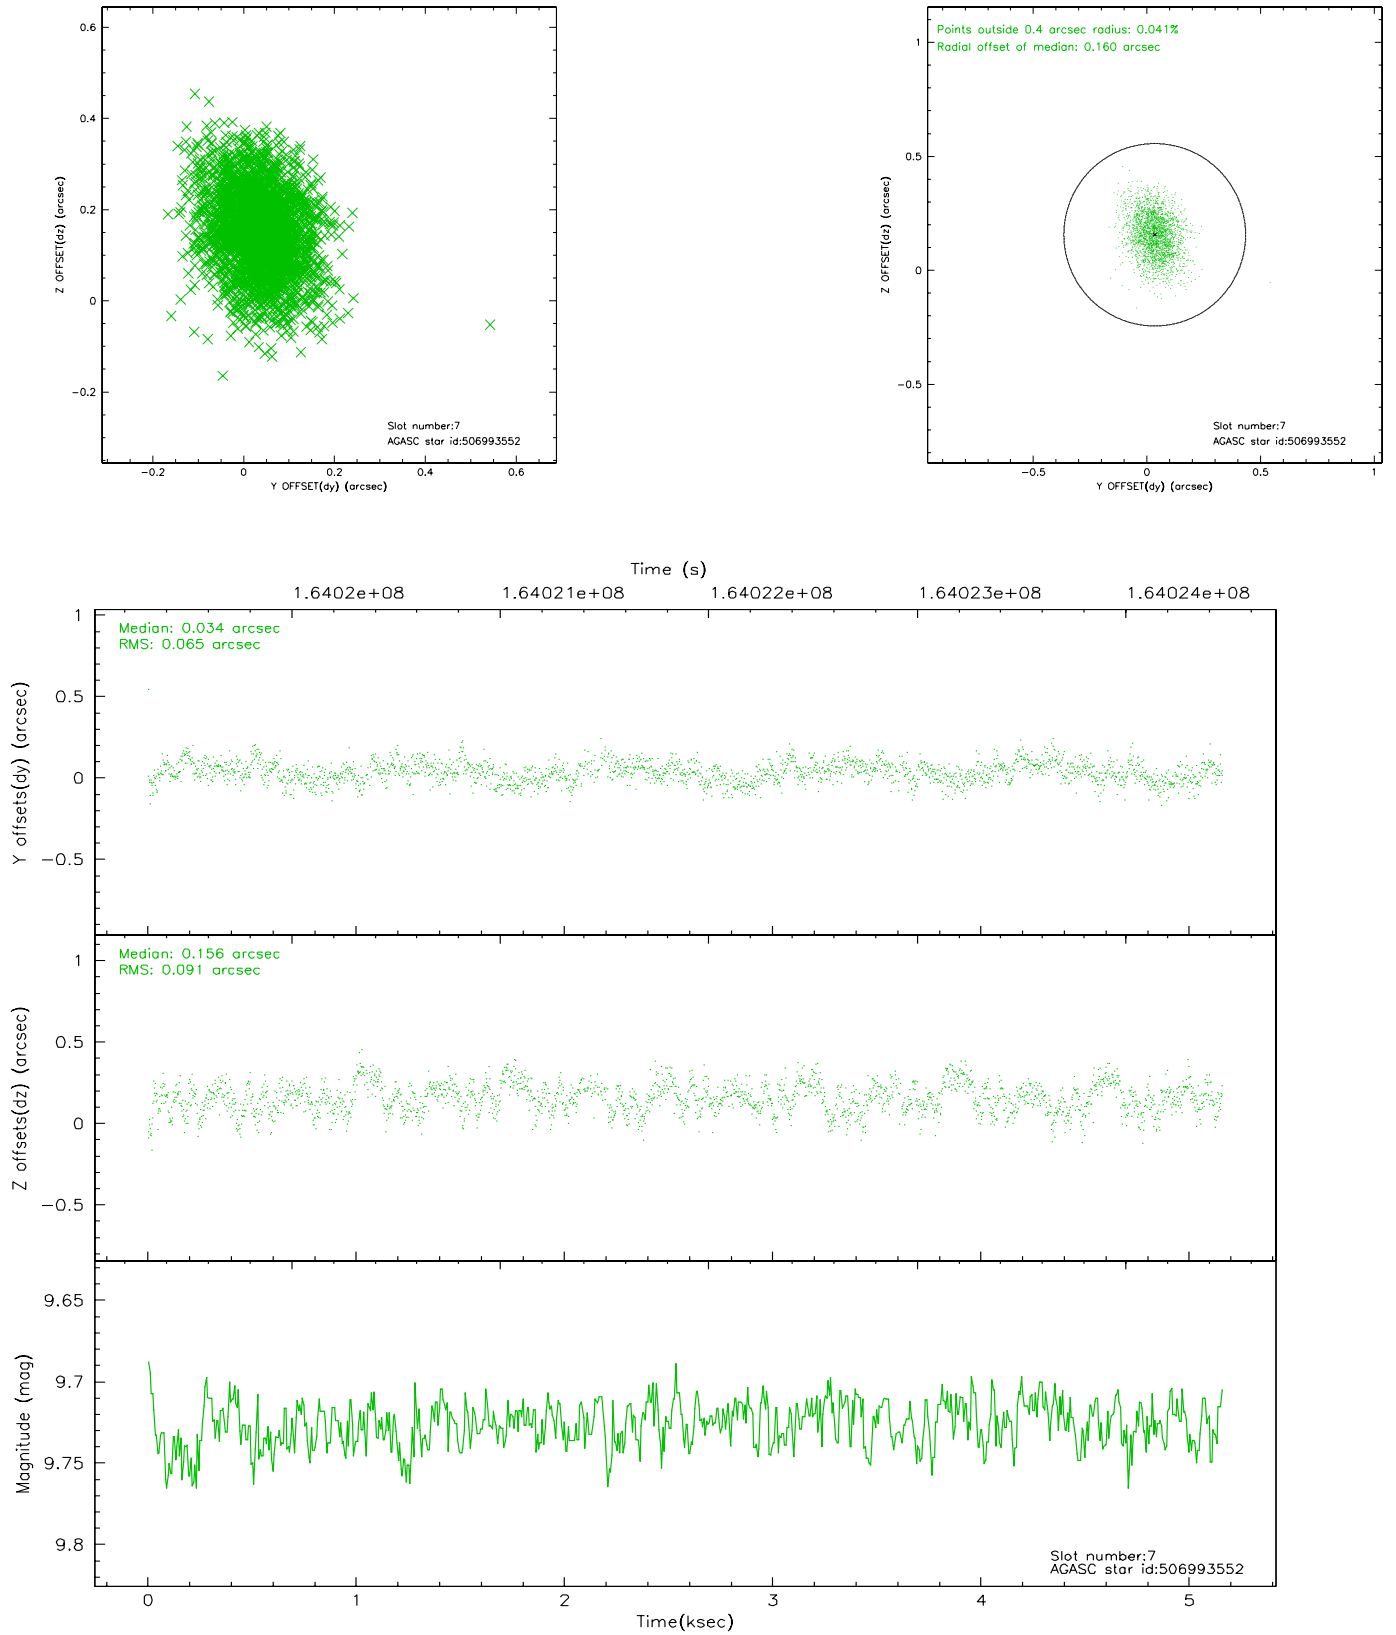 0.6
0.4
0.2
0
−0.2
Z OFFSET(dz) (arcsec)
Slot number:7
AGASC star id:506993552
−0.2 0 0.2 0.4 0.6
Y OFFSET(dy) (arcsec)
Points outside 0.4 arcsec radius: 0.041%
Radial offset of median: 0.160 arcsec
1
0.5
0
−0.5
Z OFFSET(dz) (arcsec)
Slot number:7
AGASC star id:506993552
−0.5 0 0.5 1
Y OFFSET(dy) (arcsec)
Time (s)
1.6402e+08 1.64021e+08 1.64022e+08 1.64023e+08 1.64024e+08
Median: 0.034 arcsec
RMS: 0.065 arcsec
1
0.5
0
−0.5
Y offsets(dy) (arcsec)
Median: 0.156 arcsec
RMS: 0.091 arcsec
1
0.5
0
−0.5
Z offsets(dz) (arcsec)
9.65
9.7
9.75
9.8
Magnitude (mag)
Slot number:7
AGASC star id:506993552
0 1 2 3 4 5
Time(ksec)